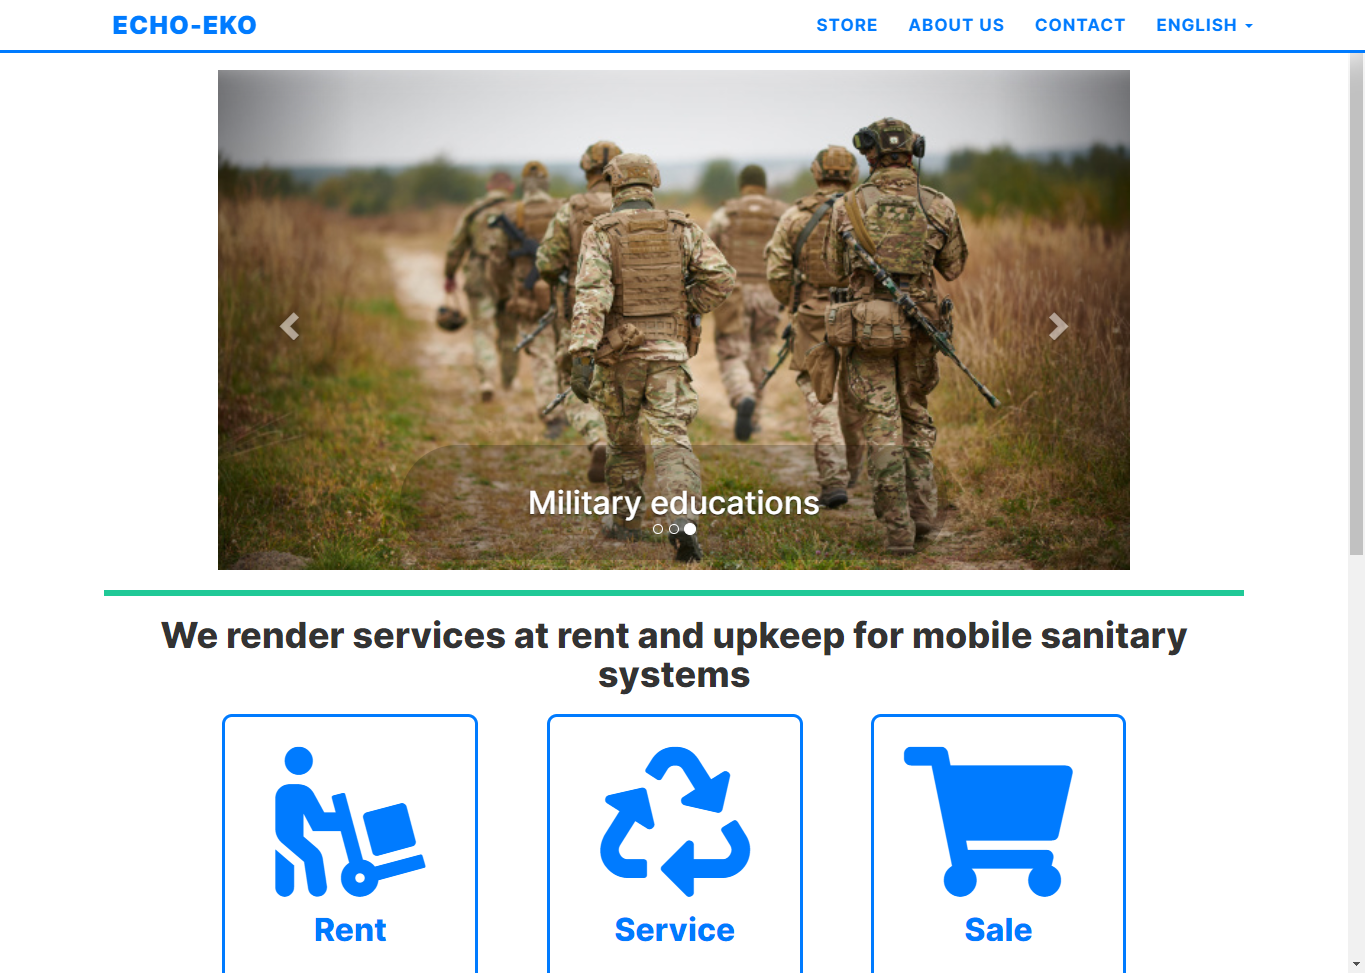 ECHO-EKO
STORE ABOUT US CONTACT ENGLISH
Military educations
We render services at rent and upkeep for mobile sanitary
systems
Rent Service Sale